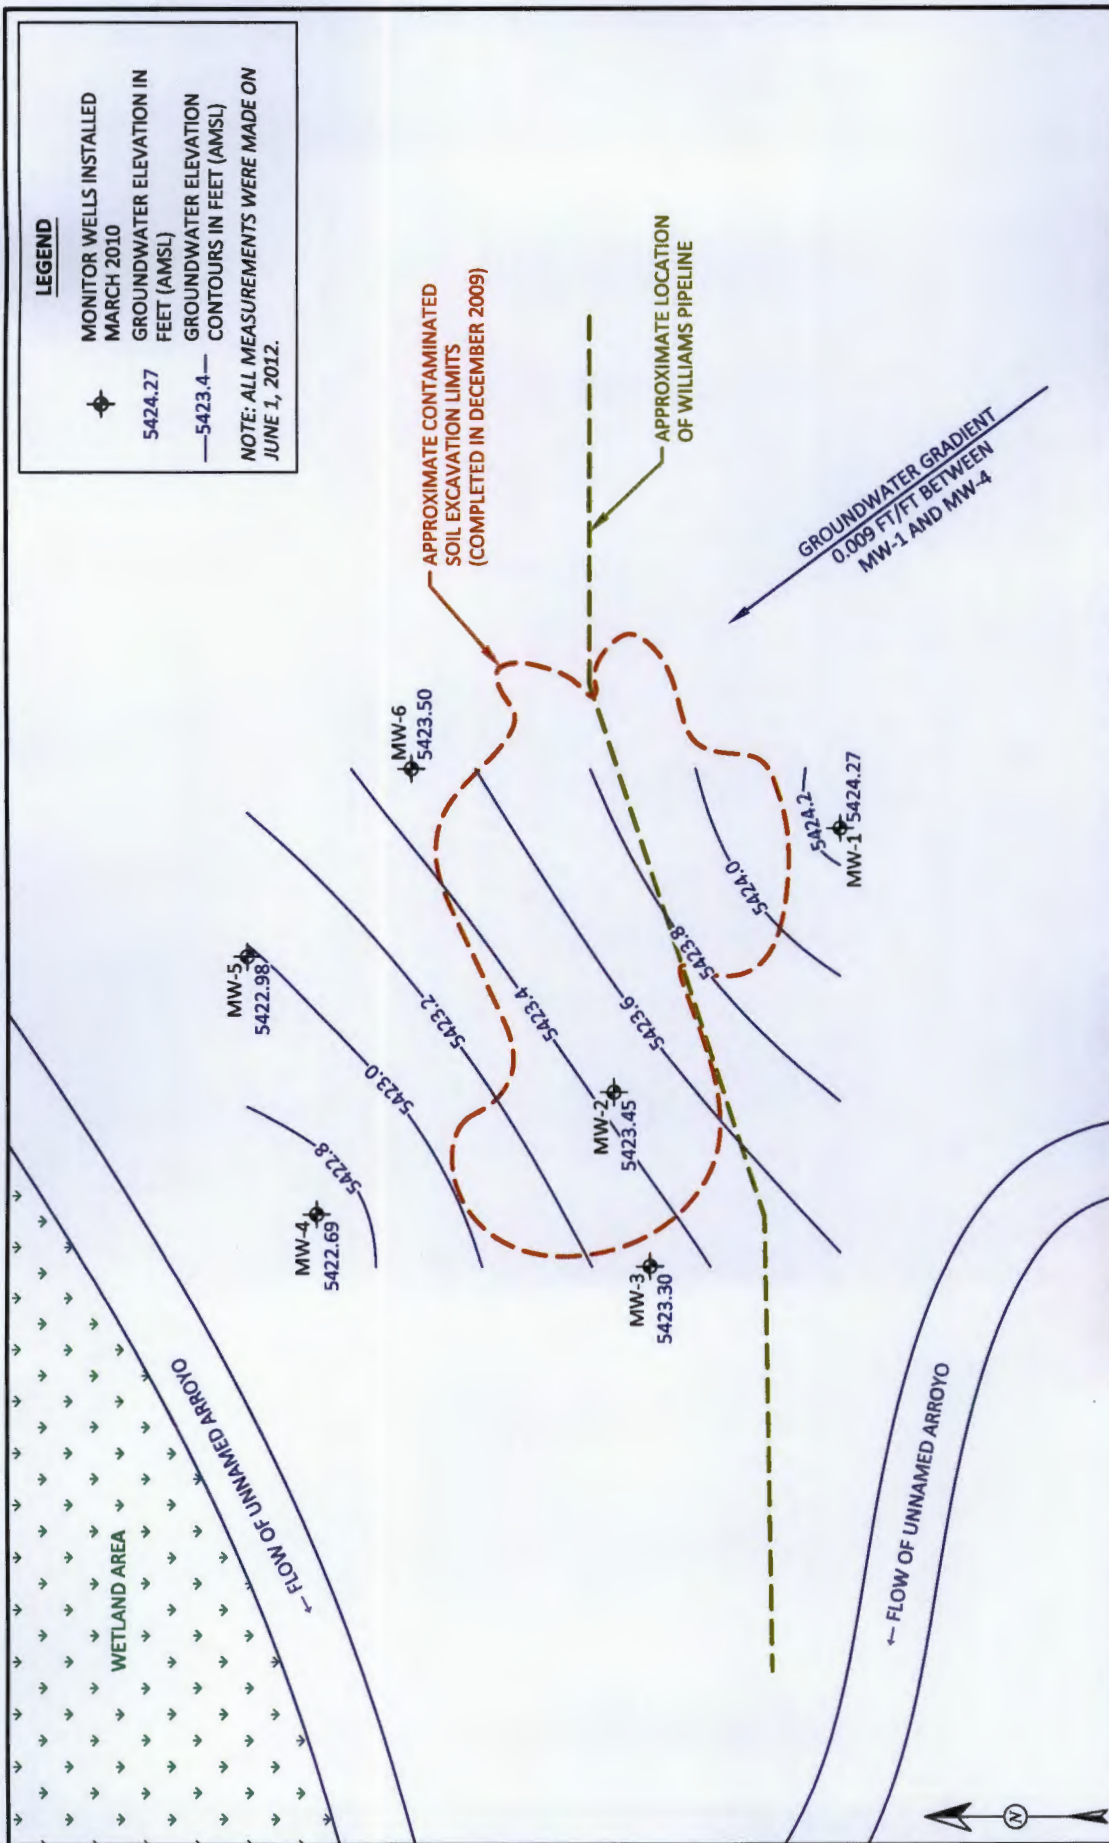 LEGEND
MONITOR WELLS INSTALLED
MARCH 2010
5424.27
GROUNDWATER ELEVATION IN
FEET (AMSL)
—5423.4—
GROUNDWATER ELEVATION
CONTOURS IN FEET (AMSL)
NOTE: ALL MEASUREMENTS WERE MADE ON
JUNE 1, 2012.
WETLAND AREA
← FLOW OF UNNAMED ARROYO
MW-4
5422.69
5422.8
MW-5
5422.98
5423.0
5423.2
5423.4
5423.6
5423.8
5424.0
5424.2
MW-6
5423.50
MW-2
5423.45
MW-3
5423.30
MW-1
5424.27
APPROXIMATE CONTAMINATED
SOIL EXCAVATION LIMITS
(COMPLETED IN DECEMBER 2009)
APPROXIMATE LOCATION
OF WILLIAMS PIPELINE
GROUNDWATER GRADIENT
0.009 FT/FT BETWEEN
MW-1 AND MW-4
← FLOW OF UNNAMED ARROYO
N